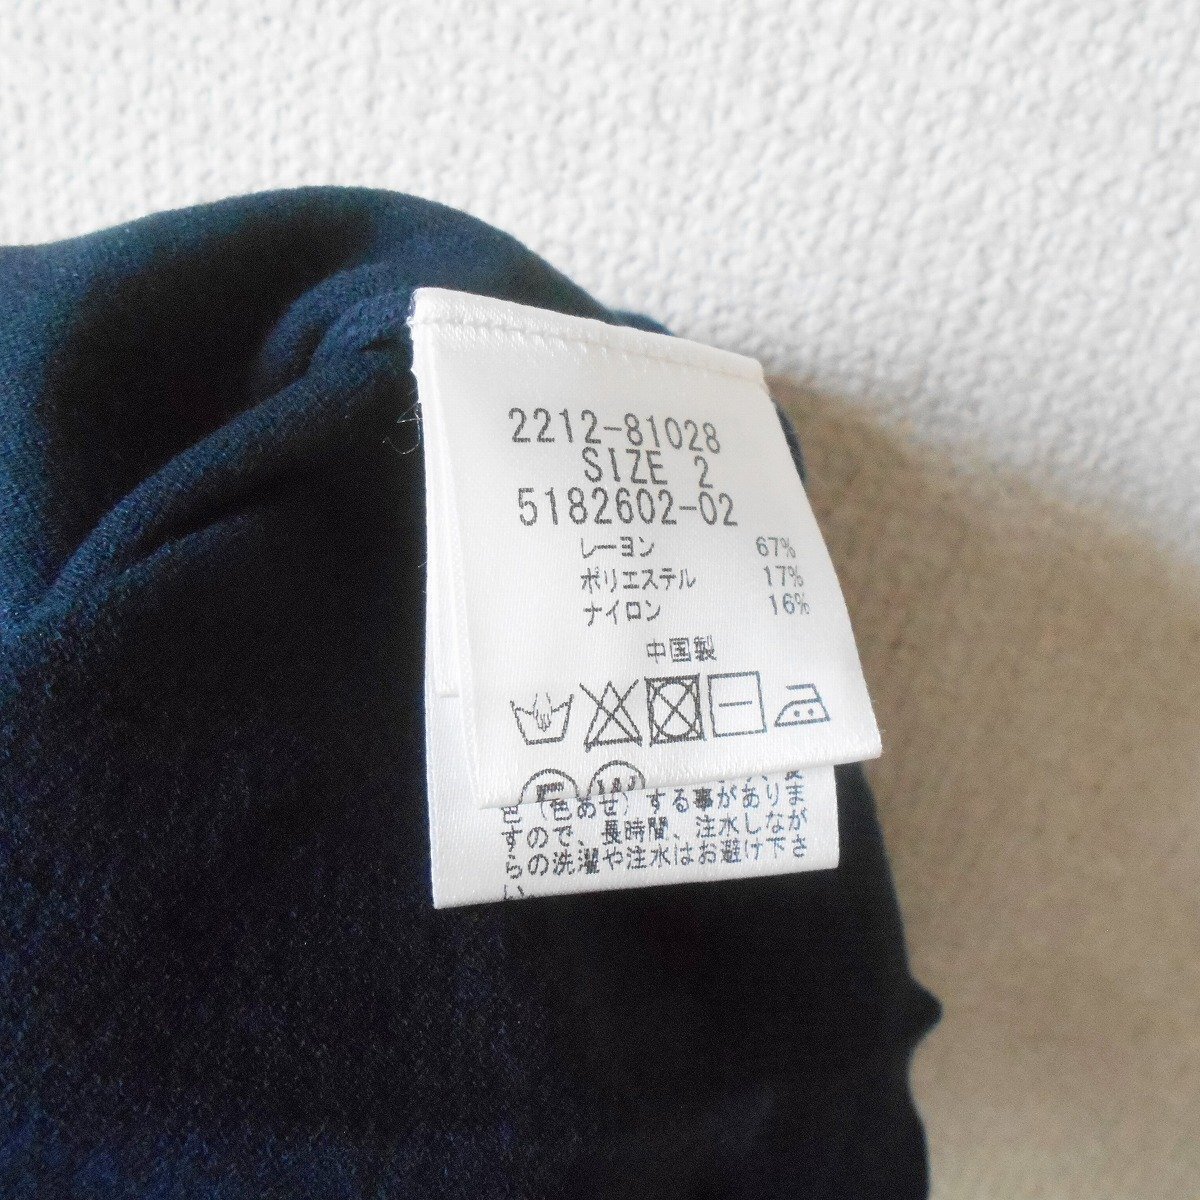 2212-81028
SIZE 2
5182602-02
レーヨン 67%
ポリエステル 17%
ナイロン 16%
中国製
色(色あせ)する事がありま
すので、長時間、注水しなが
らの洗濯や注水はお避け下さ
い。